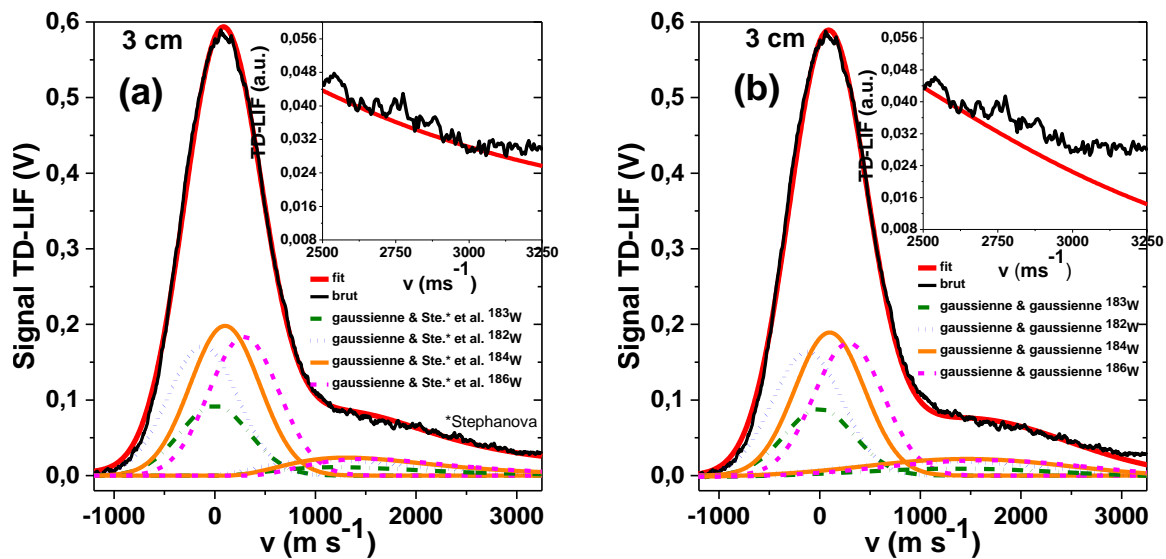 0,6
0,5
0,4
0,3
0,2
0,1
0,0
Signal TD-LIF (V)
3 cm
(a)
0,056
0,048
0,040
0,032
0,024
0,016
0,008
TD-LIF (a.u.)
2500 2750 3000 3250
v (ms-1)
fit
brut
gaussienne & Ste.* et al. 183W
gaussienne & Ste.* et al. 182W
gaussienne & Ste.* et al. 184W
gaussienne & Ste.* et al. 186W
*Stephanova
-1000 0 1000 2000 3000
v (m s-1)
0,6
0,5
0,4
0,3
0,2
0,1
0,0
Signal TD-LIF (V)
3 cm
(b)
0,056
0,048
0,040
0,032
0,024
0,016
0,008
TD-LIF (a.u.)
2500 2750 3000 3250
v (ms-1)
fit
brut
gaussienne & gaussienne 183W
gaussienne & gaussienne 182W
gaussienne & gaussienne 184W
gaussienne & gaussienne 186W
-1000 0 1000 2000 3000
v (m s-1)